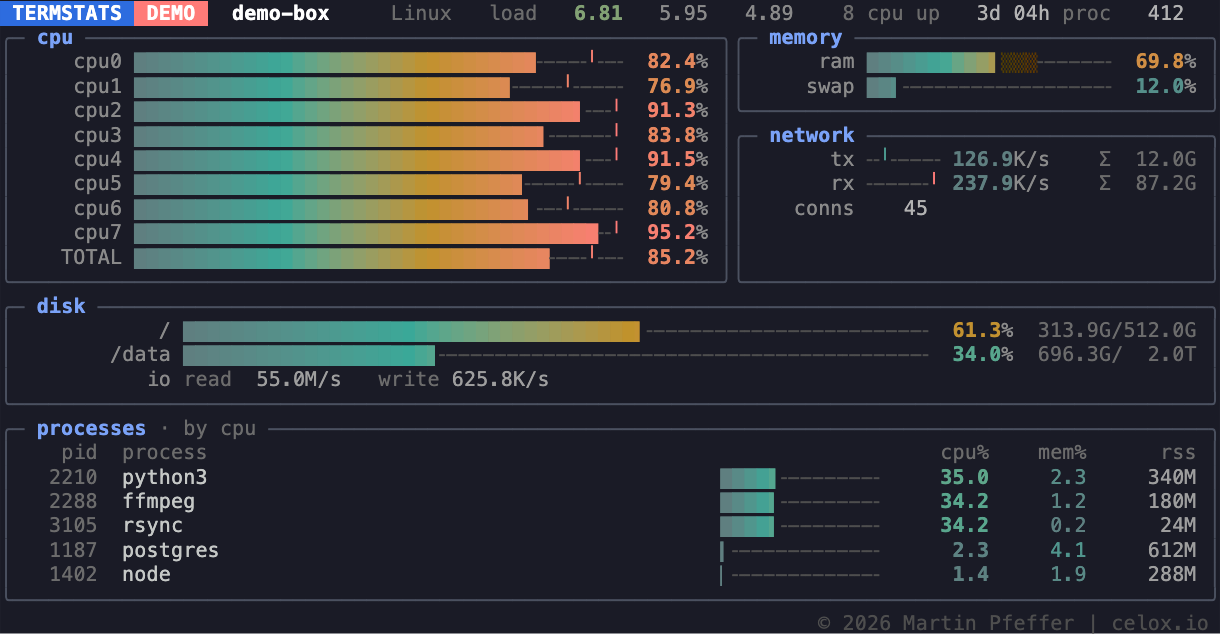 TERMSTATS DEMO demo-box Linux load 6.81 5.95 4.89 8 cpu up 3d 04h proc 412
cpu
cpu0 82.4%
cpu1 76.9%
cpu2 91.3%
cpu3 83.8%
cpu4 91.5%
cpu5 79.4%
cpu6 80.8%
cpu7 95.2%
TOTAL 85.2%
memory
ram 69.8%
swap 12.0%
network
tx 126.9K/s Σ 12.0G
rx 237.9K/s Σ 87.2G
conns 45
disk
/ 61.3% 313.9G/512.0G
/data 34.0% 696.3G/ 2.0T
io read 55.0M/s write 625.8K/s
processes · by cpu
pid process cpu% mem% rss
2210 python3 35.0 2.3 340M
2288 ffmpeg 34.2 1.2 180M
3105 rsync 34.2 0.2 24M
1187 postgres 2.3 4.1 612M
1402 node 1.4 1.9 288M
© 2026 Martin Pfeffer | celox.io